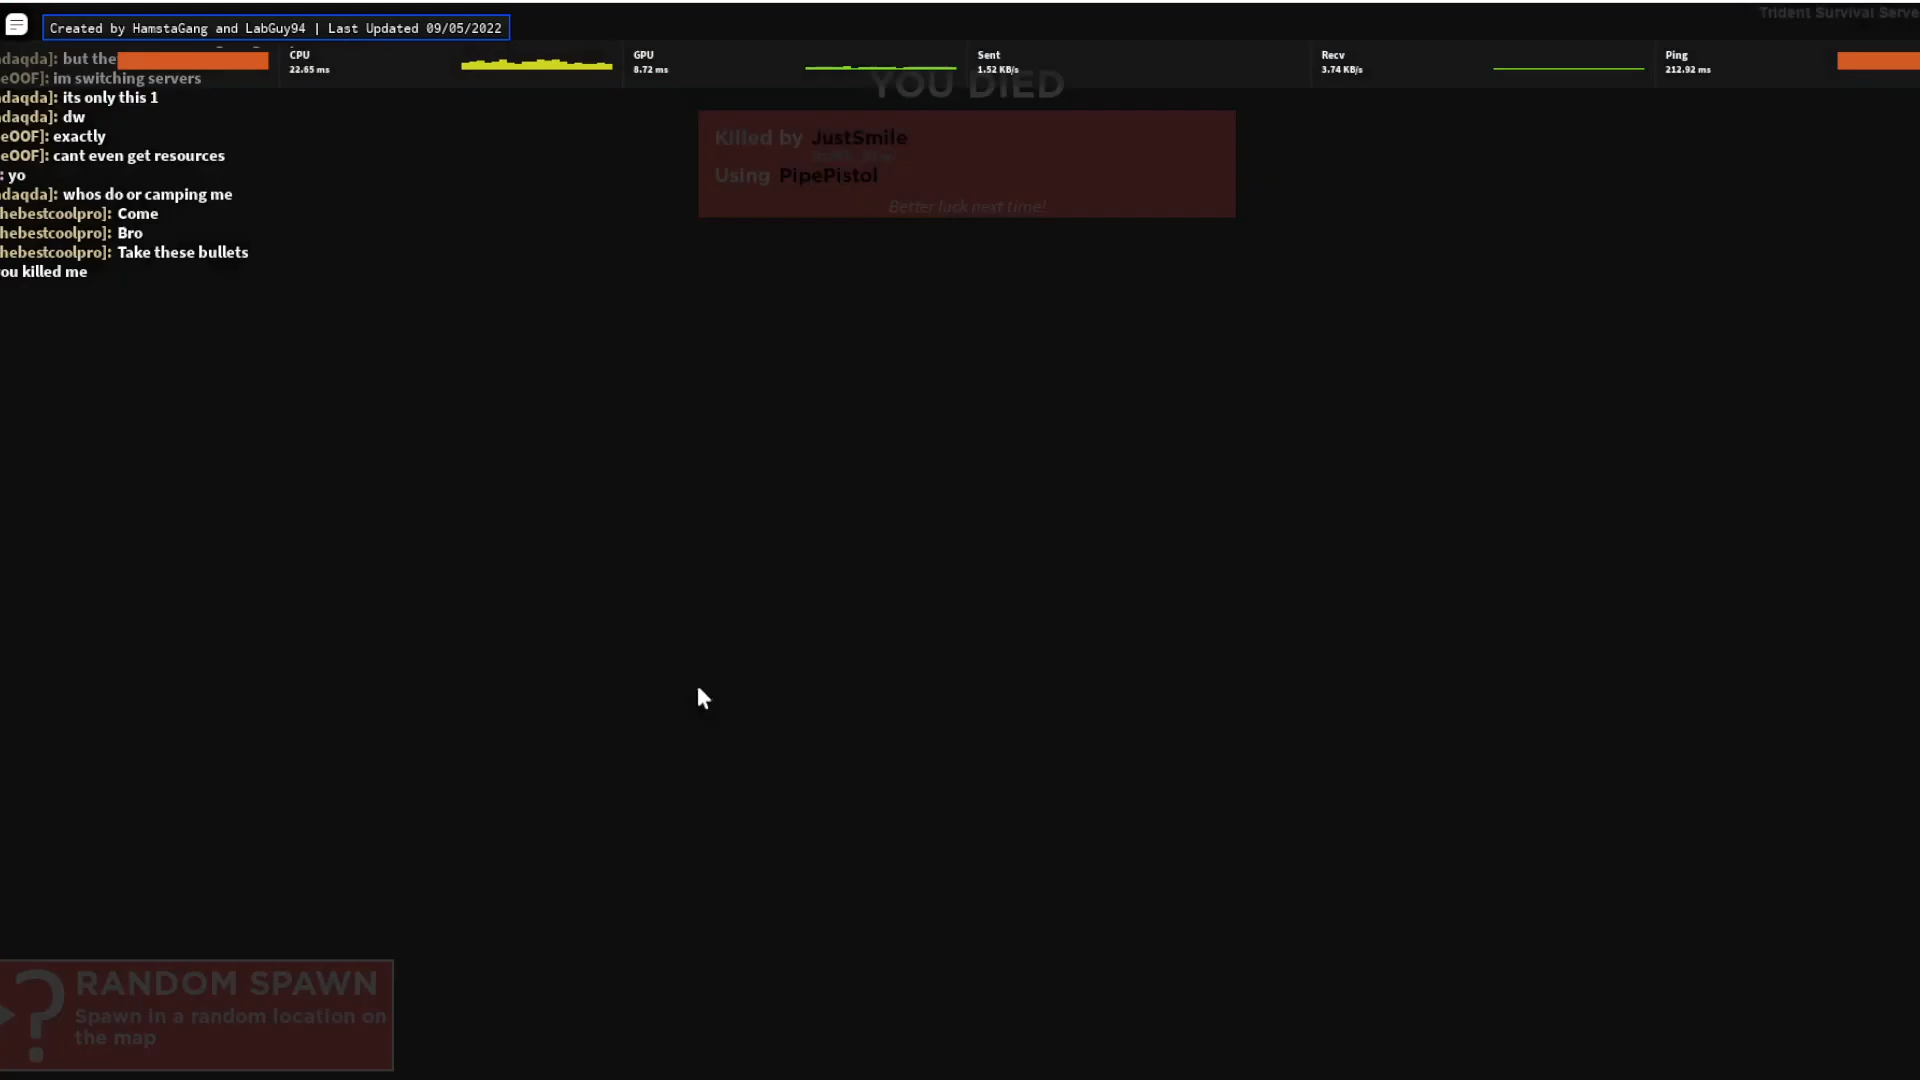 Trident Survival Serve
Created by HamstaGang and LabGuy94 | Last Updated 09/05/2022
CPU
22.65 ms
GPU
8.72 ms
Sent
1.52 KB/s
Recv
3.74 KB/s
Ping
212.92 ms
daqda]: but the
eOOF]: im switching servers
daqda]: its only this 1
daqda]: dw
eOOF]: exactly
eOOF]: cant even get resources
: yo
daqda]: whos do or camping me
hebestcoolpro]: Come
hebestcoolpro]: Bro
hebestcoolpro]: Take these bullets
ou killed me
YOU DIED
Killed by JustSmile
Using PipePistol
Better luck next time!
RANDOM SPAWN
Spawn in a random location on
the map